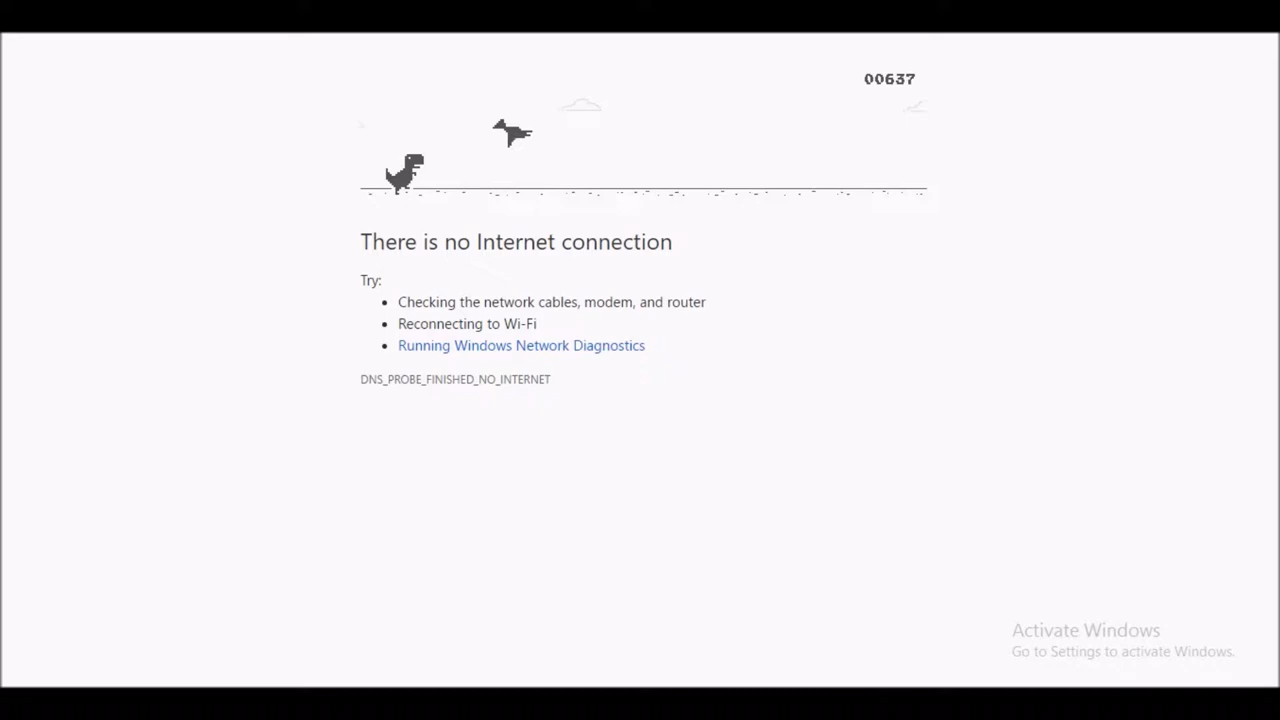 00637
There is no Internet connection
Try:
Checking the network cables, modem, and router
Reconnecting to Wi-Fi
Running Windows Network Diagnostics
DNS_PROBE_FINISHED_NO_INTERNET
Activate Windows
Go to Settings to activate Windows.